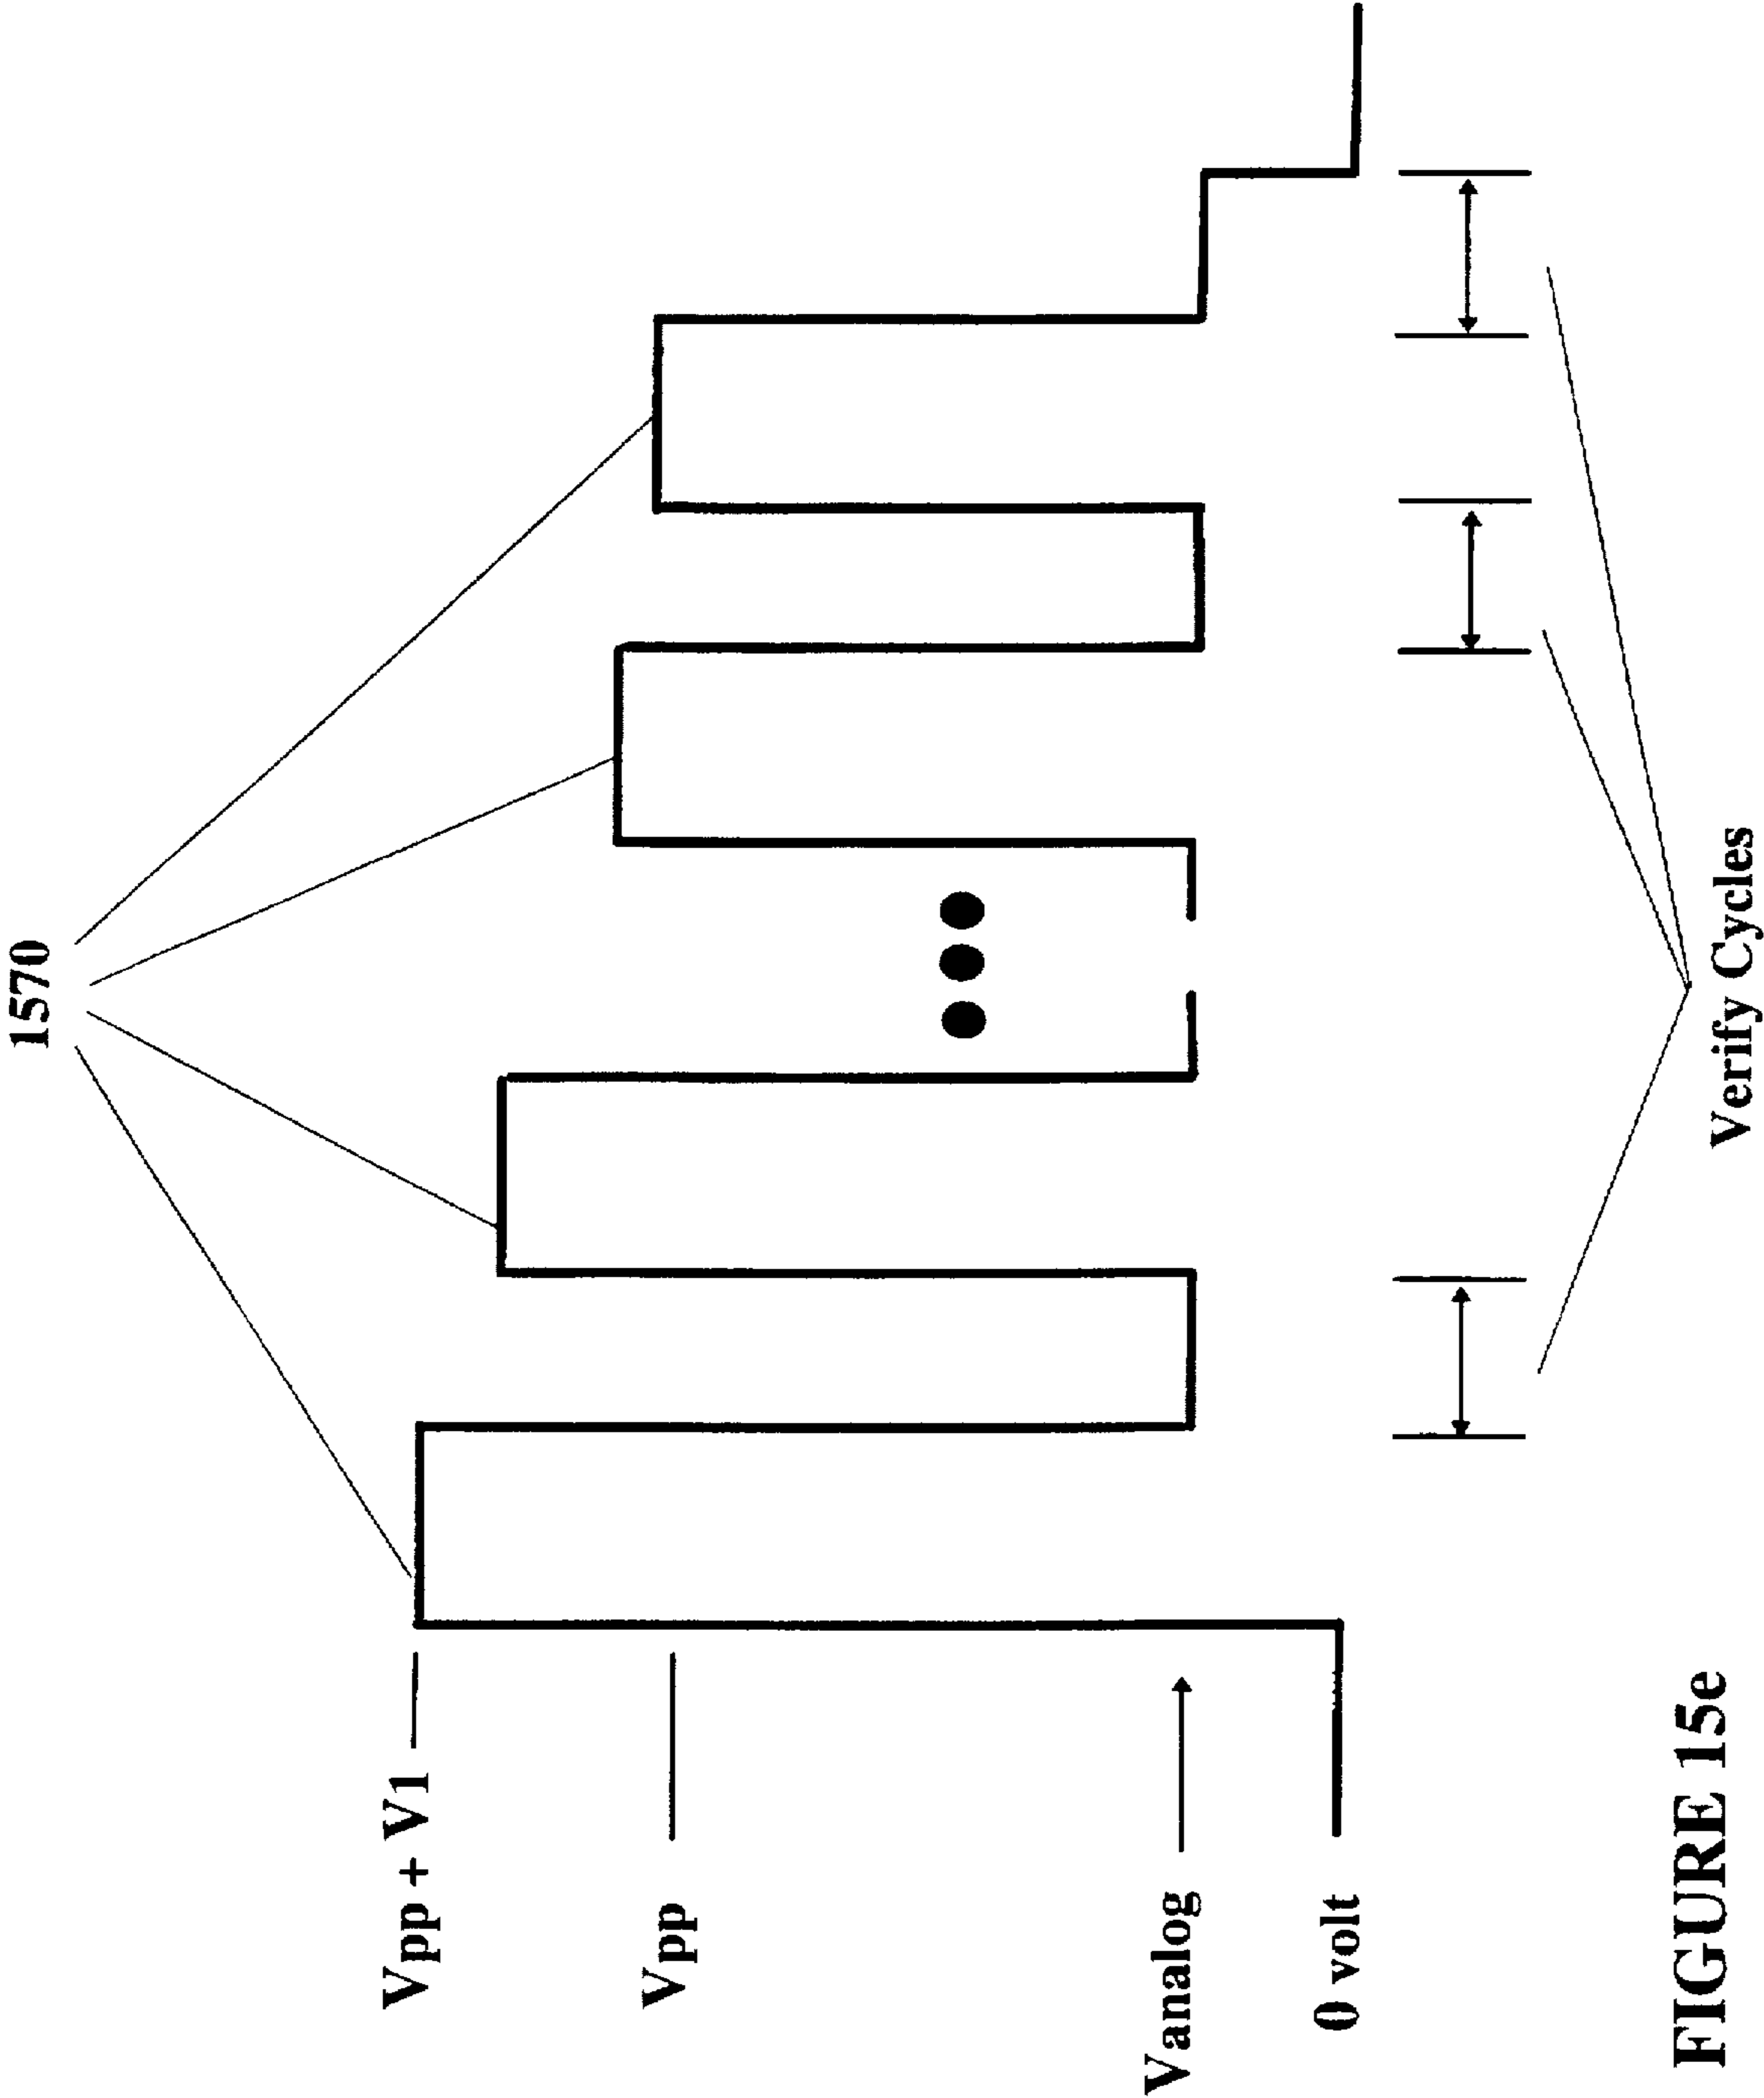 1570
Vpp + V1
Vpp
Vanalog
0 volt
Verify Cycles
FIGURE 15e